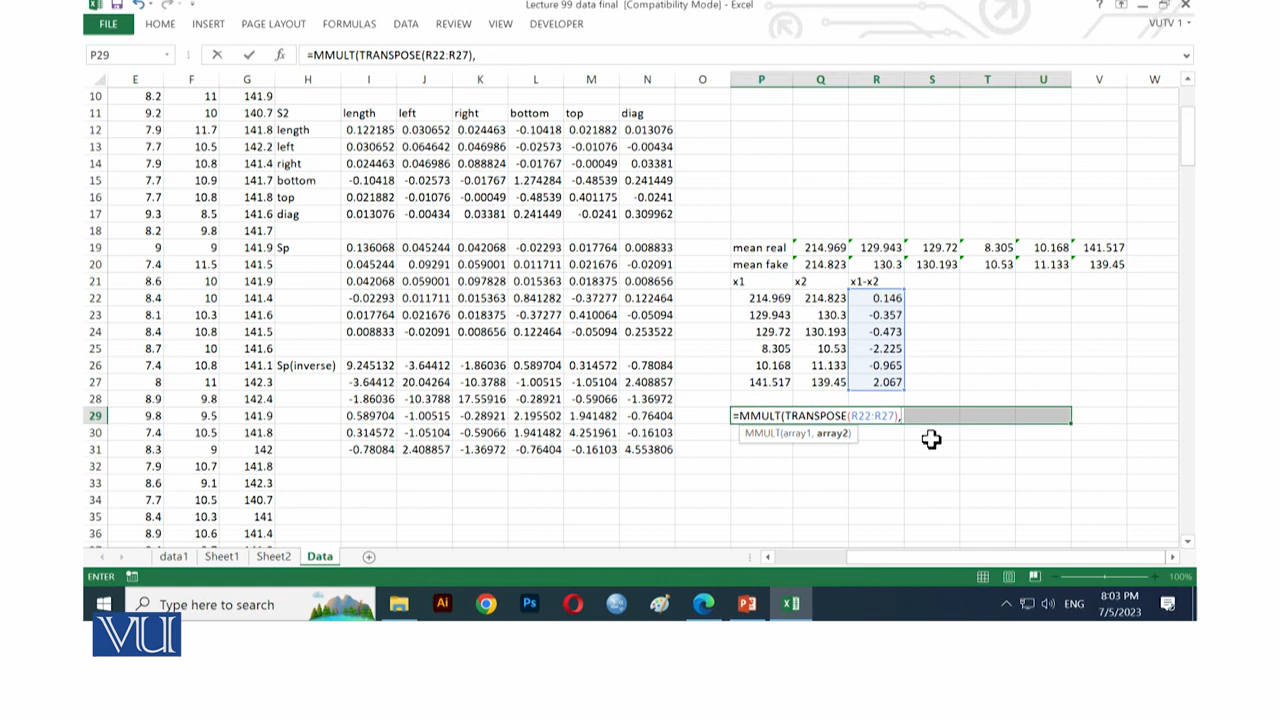 Lecture 99 data final [Compatibility Mode] - Excel
FILE HOME INSERT PAGE LAYOUT FORMULAS DATA REVIEW VIEW DEVELOPER VUTV 1
P29 =MMULT(TRANSPOSE(R22:R27),
E F G H I J K L M N O P Q R S T U V W
10 8.2 11 141.9
11 9.2 10 140.7 S2 length left right bottom top diag
12 7.9 11.7 141.8 length 0.122185 0.030652 0.024463 -0.10418 0.021882 0.013076
13 7.7 10.5 142.2 left 0.030652 0.064642 0.046986 -0.02573 -0.01076 -0.00434
14 7.9 10.8 141.4 right 0.024463 0.046986 0.088824 -0.01767 -0.00049 0.03381
15 7.7 10.9 141.7 bottom -0.10418 -0.02573 -0.01767 1.274284 -0.48539 0.241449
16 7.7 10.8 141.8 top 0.021882 -0.01076 -0.00049 -0.48539 0.401175 -0.0241
17 9.3 8.5 141.6 diag 0.013076 -0.00434 0.03381 0.241449 -0.0241 0.309962
18 8.2 9.8 141.7
19 9 9 141.9 Sp 0.136068 0.045244 0.042068 -0.02293 0.017764 0.008833 mean real 214.969 129.943 129.72 8.305 10.168 141.517
20 7.4 11.5 141.5 0.045244 0.09291 0.059001 0.011711 0.021676 -0.02091 mean fake 214.823 130.3 130.193 10.53 11.133 139.45
21 8.6 10 141.9 0.042068 0.059001 0.097828 0.015363 0.018375 0.008656 x1 x2 x1-x2
22 8.4 10 141.4 -0.02293 0.011711 0.015363 0.841282 -0.37277 0.122464 214.969 214.823 0.146
23 8.1 10.3 141.6 0.017764 0.021676 0.018375 -0.37277 0.410064 -0.05094 129.943 130.3 -0.357
24 8.4 10.8 141.5 0.008833 -0.02091 0.008656 0.122464 -0.05094 0.253522 129.72 130.193 -0.473
25 8.7 10 141.6 8.305 10.53 -2.225
26 7.4 10.8 141.1 Sp(inverse) 9.245132 -3.64412 -1.86036 0.589704 0.314572 -0.78084 10.168 11.133 -0.965
27 8 11 142.3 -3.64412 20.04264 -10.3788 -1.00515 -1.05104 2.408857 141.517 139.45 2.067
28 8.9 9.8 142.4 -1.86036 -10.3788 17.55916 -0.28921 -0.59066 -1.36972
29 9.8 9.5 141.9 0.589704 -1.00515 -0.28921 2.195502 1.941482 -0.76404 =MMULT(TRANSPOSE(R22:R27),
30 7.4 10.5 141.8 0.314572 -1.05104 -0.59066 1.941482 4.251961 -0.16103 MMULT(array1, array2)
31 8.3 9 142 -0.78084 2.408857 -1.36972 -0.76404 -0.16103 4.553806
32 7.9 10.7 141.8
33 8.6 9.1 142.3
34 7.7 10.5 140.7
35 8.4 10.3 141
36 8.9 10.6 141.4
data1 Sheet1 Sheet2 Data
ENTER 100%
Type here to search Ai Ps ENG 8:03 PM
7/5/2023
VU